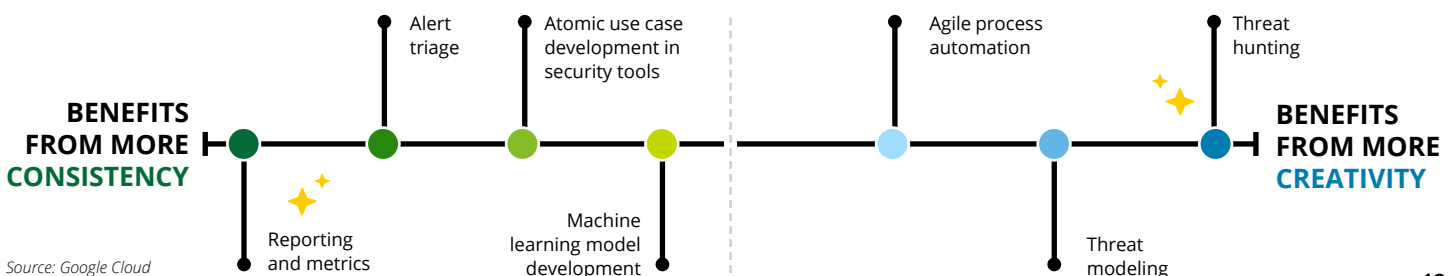 Alert
triage
Atomic use case
development in
security tools
Agile process
automation
Threat
hunting
BENEFITS
FROM MORE
CONSISTENCY
BENEFITS
FROM MORE
CREATIVITY
Reporting
and metrics
Machine
learning model
development
Threat
modeling
Source: Google Cloud